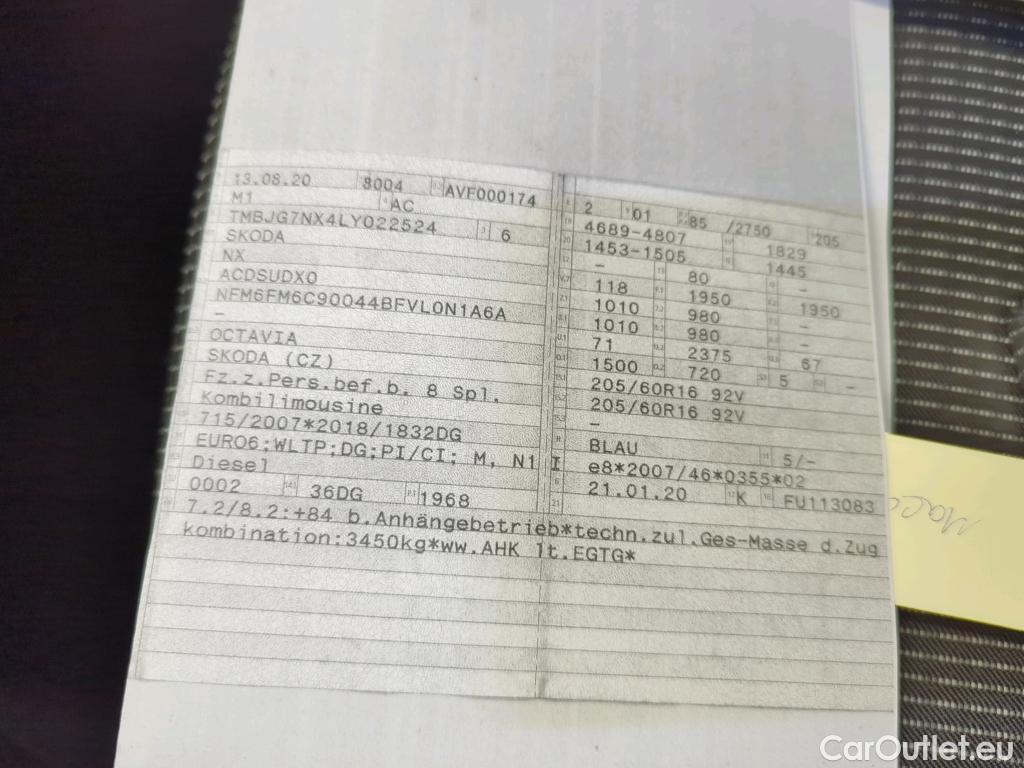 13.08.20 8004 AVF000174
M1 AC
TMBJG7NX4LY022524 6
SKODA
NX
ACDSUDX0
NFM6FM6C90044BFVL0N1A6A
-
OCTAVIA
SKODA (CZ)
Fz.z.Pers.bef.b. 8 Spl.
Kombilimousine
715/2007*2018/1832DG
EURO6;WLTP;DG;PI/CI; M, N1 I
Diesel
0002 36DG 1968
2 01 85 /2750 205
4689-4807 1829
1453-1505 1445
- 80 -
118 1950 1950
1010 980 -
1010 980 -
71 2375 67
1500 720 5 -
205/60R16 92V
205/60R16 92V
-
BLAU 5/-
e8*2007/46*0355*02
21.01.20 K FU113083
7.2/8.2:+84 b.Anhängebetrieb*techn.zul.Ges-Masse d.Zug
kombination:3450kg*ww.AHK lt.EGTG*
CarOutlet.eu